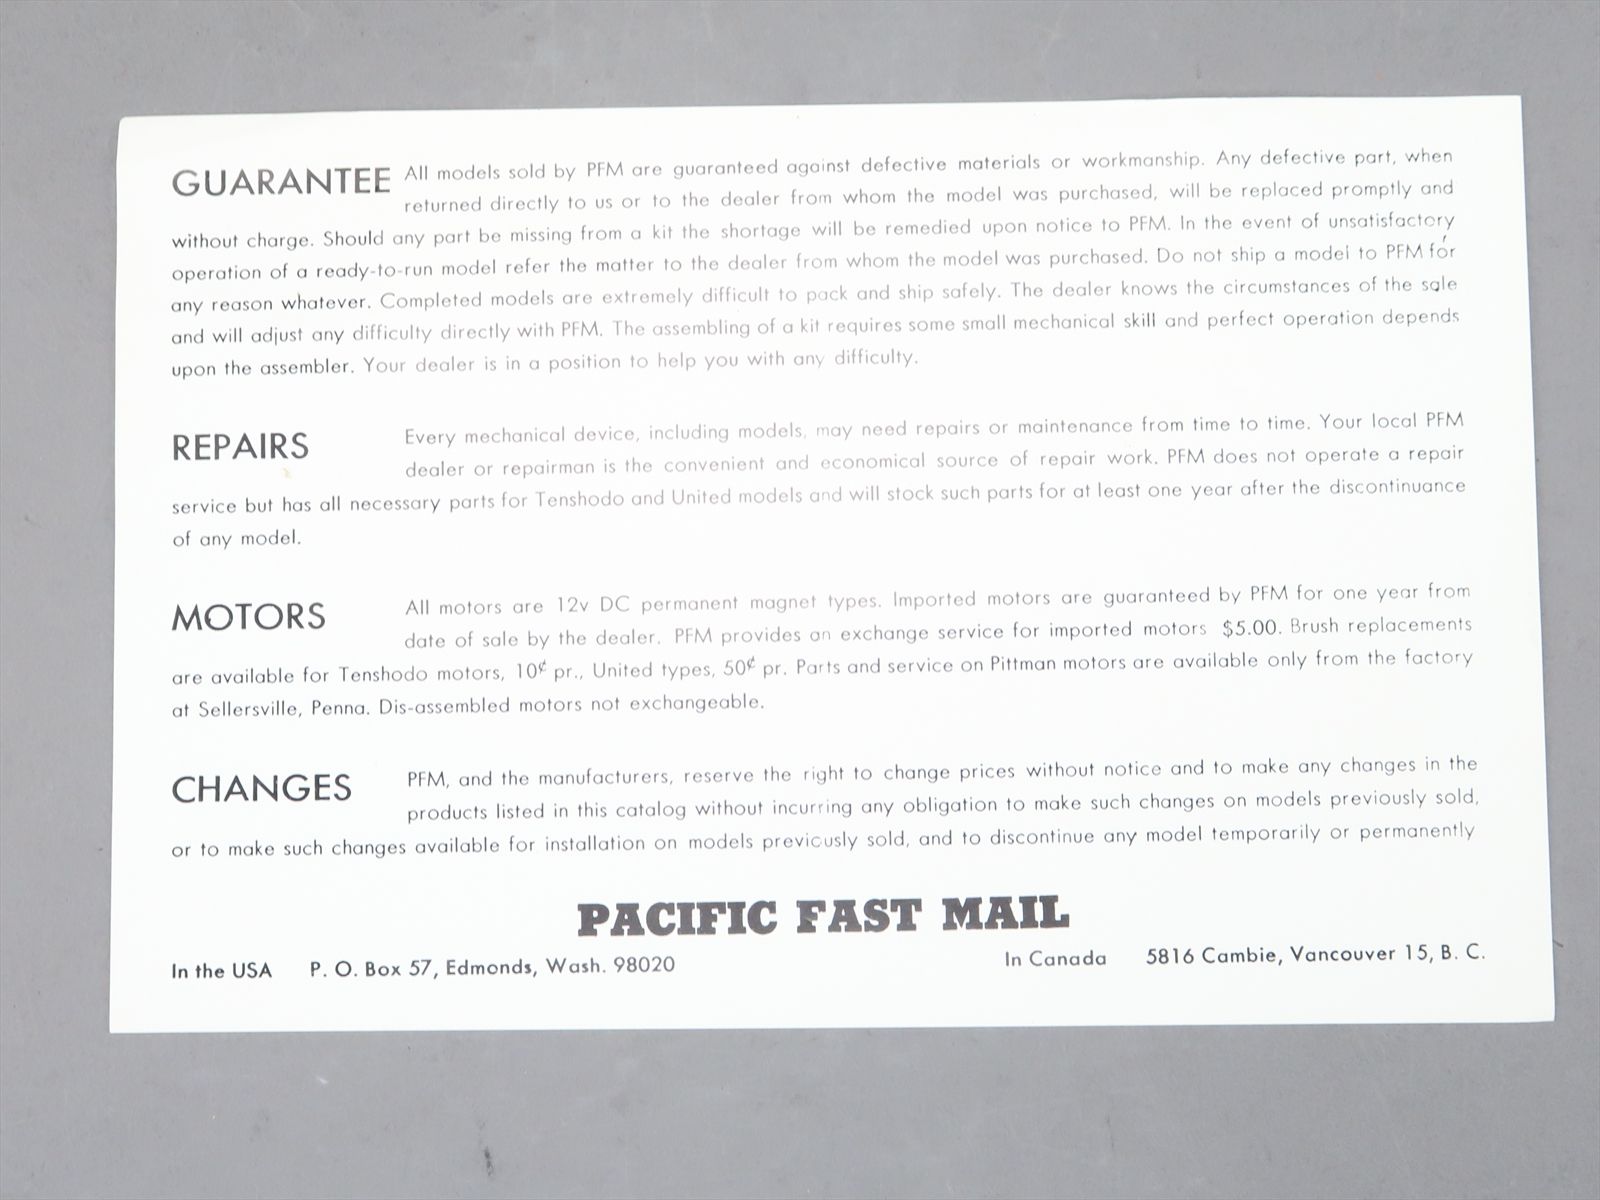 GUARANTEE All models sold by PFM are guaranteed against defective materials or workmanship. Any defective part, when
returned directly to us or to the dealer from whom the model was purchased, will be replaced promptly and
without charge. Should any part be missing from a kit the shortage will be remedied upon notice to PFM. In the event of unsatisfactory
operation of a ready-to-run model refer the matter to the dealer from whom the model was purchased. Do not ship a model to PFM for
any reason whatever. Completed models are extremely difficult to pack and ship safely. The dealer knows the circumstances of the sale
and will adjust any difficulty directly with PFM. The assembling of a kit requires some small mechanical skill and perfect operation depends
upon the assembler. Your dealer is in a position to help you with any difficulty.
REPAIRS Every mechanical device, including models, may need repairs or maintenance from time to time. Your local PFM
dealer or repairman is the convenient and economical source of repair work. PFM does not operate a repair
service but has all necessary parts for Tenshodo and United models and will stock such parts for at least one year after the discontinuance
of any model.
MOTORS All motors are 12v DC permanent magnet types. Imported motors are guaranteed by PFM for one year from
date of sale by the dealer. PFM provides an exchange service for imported motors $5.00. Brush replacements
are available for Tenshodo motors, 10¢ pr., United types, 50¢ pr. Parts and service on Pittman motors are available only from the factory
at Sellersville, Penna. Dis-assembled motors not exchangeable.
CHANGES PFM, and the manufacturers, reserve the right to change prices without notice and to make any changes in the
products listed in this catalog without incurring any obligation to make such changes on models previously sold,
or to make such changes available for installation on models previously sold, and to discontinue any model temporarily or permanently
PACIFIC FAST MAIL
In the USA P. O. Box 57, Edmonds, Wash. 98020 In Canada 5816 Cambie, Vancouver 15, B. C.